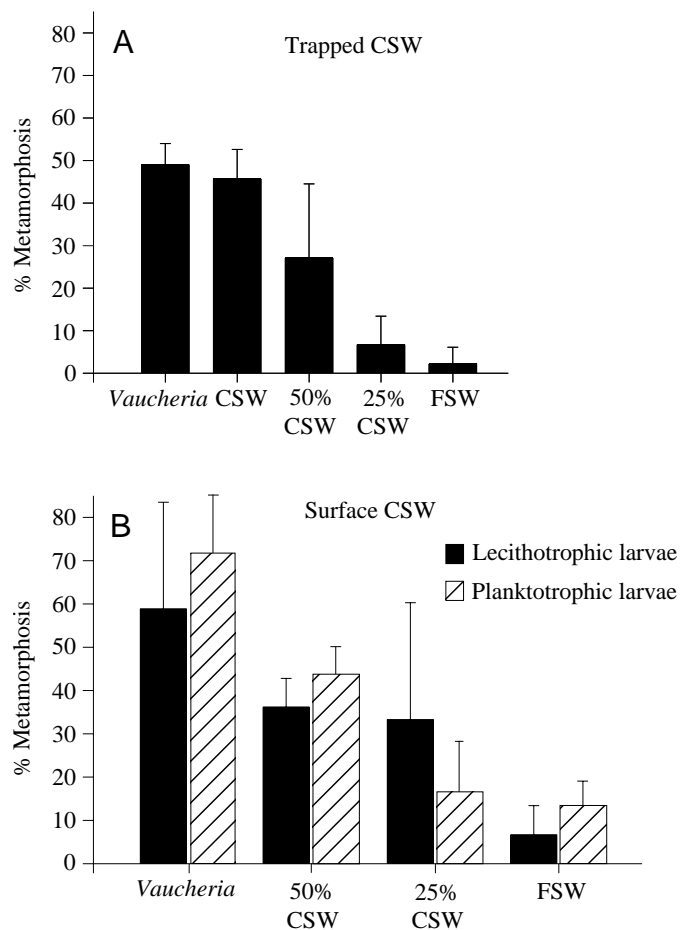 A
Trapped CSW
% Metamorphosis
80
70
60
50
40
30
20
10
0
Vaucheria CSW 50% 25% FSW
CSW CSW
B
Surface CSW
Lecithotrophic larvae
Planktotrophic larvae
% Metamorphosis
80
70
60
50
40
30
20
10
0
Vaucheria 50% 25% FSW
CSW CSW